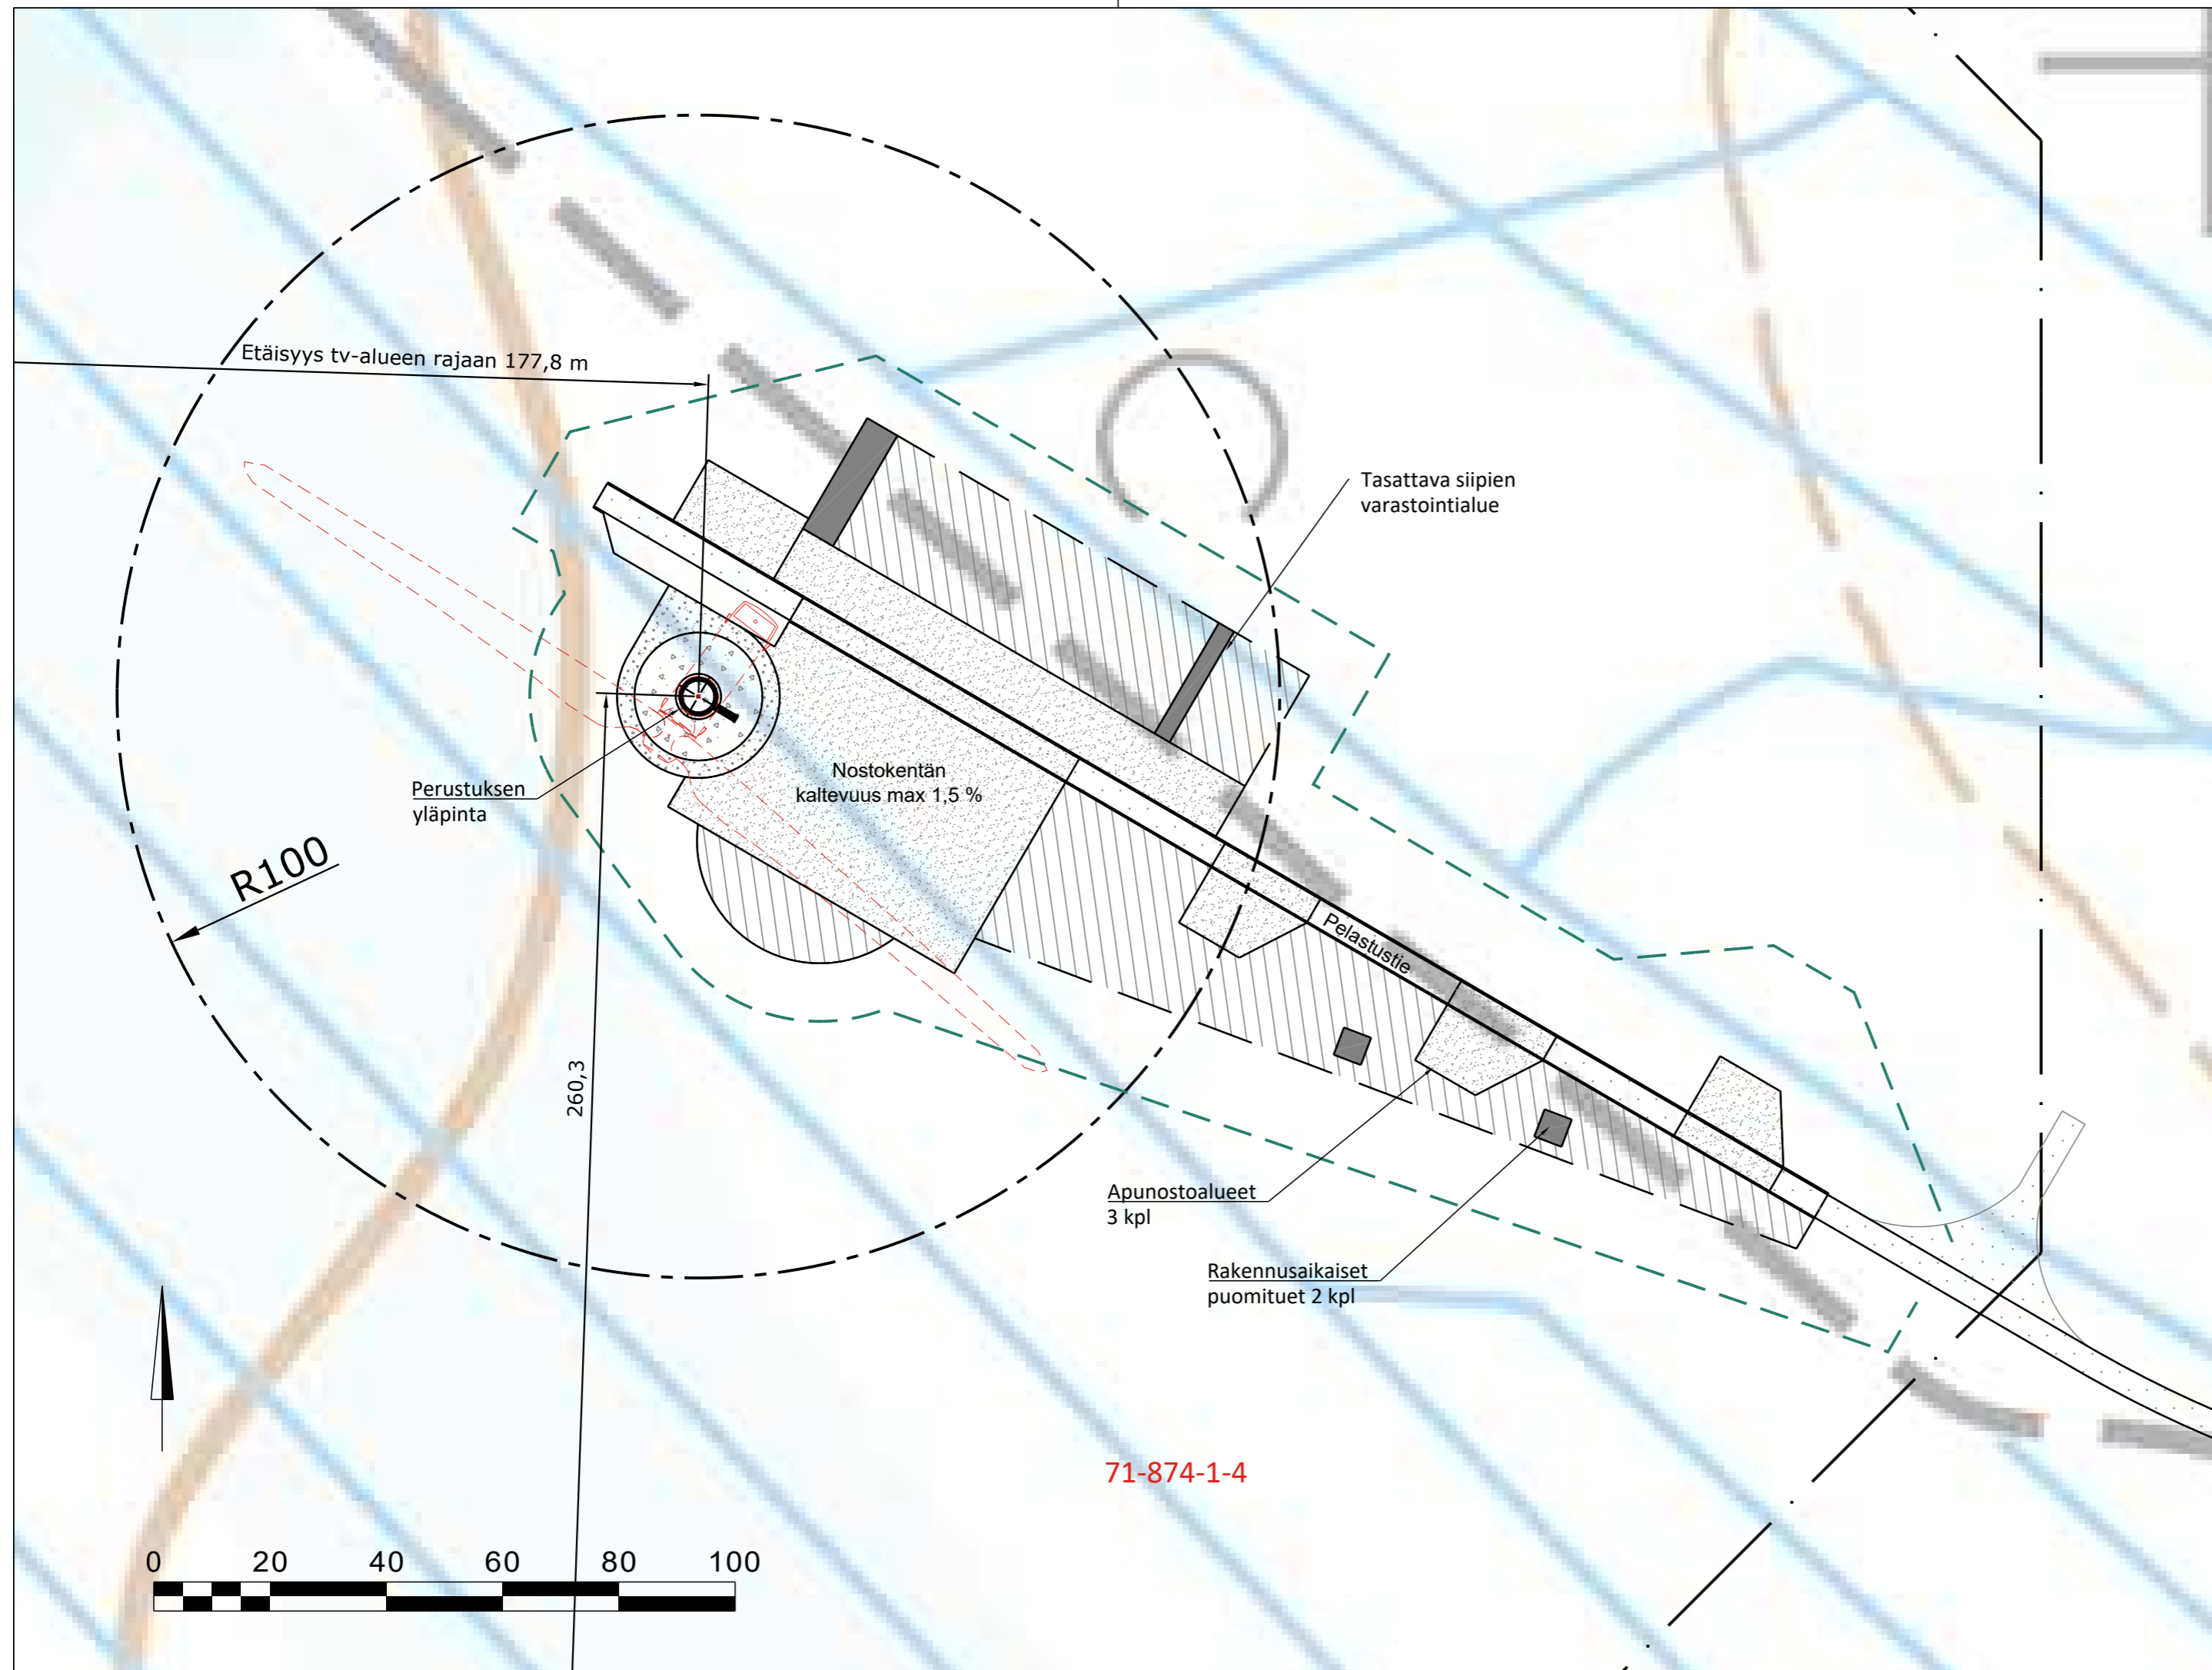 Etäisyys tv-alueen rajaan 177,8 m
Tasattava siipien
varastointialue
Nostokentän
kaltevuus max 1,5 %
Perustuksen
yläpinta
R100
Pelastustie
260,3
Apunostoalueet
3 kpl
Rakennusaikaiset
puomituet 2 kpl
71-874-1-4
0 20 40 60 80 100